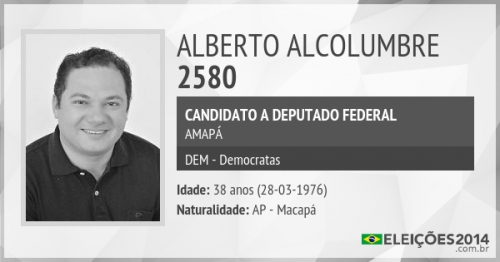 ALBERTO ALCOLUMBRE
2580
CANDIDATO A DEPUTADO FEDERAL
AMAPÁ
DEM - Democratas
Idade: 38 anos (28-03-1976)
Naturalidade: AP - Macapá
ELEIÇÕES2014
.com.br